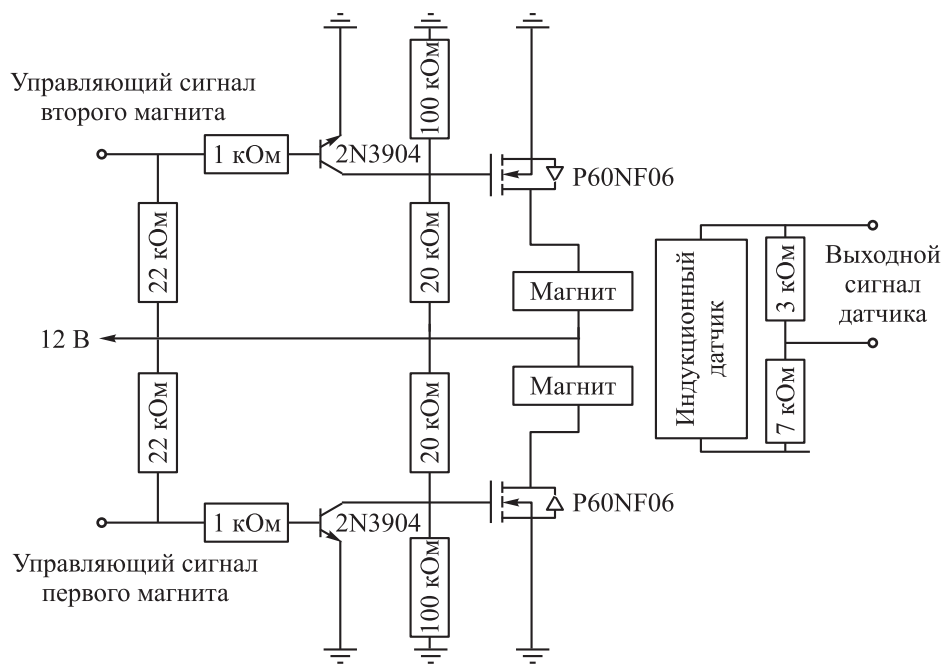 Управляющий сигнал
второго магнита
1 кОм
2N3904
100 кОм
P60NF06
22 кОм
20 кОм
Магнит
12 В
Индукционный
датчик
3 кОм
7 кОм
Выходной
сигнал
датчика
22 кОм
20 кОм
Магнит
1 кОм
2N3904
100 кОм
P60NF06
Управляющий сигнал
первого магнита